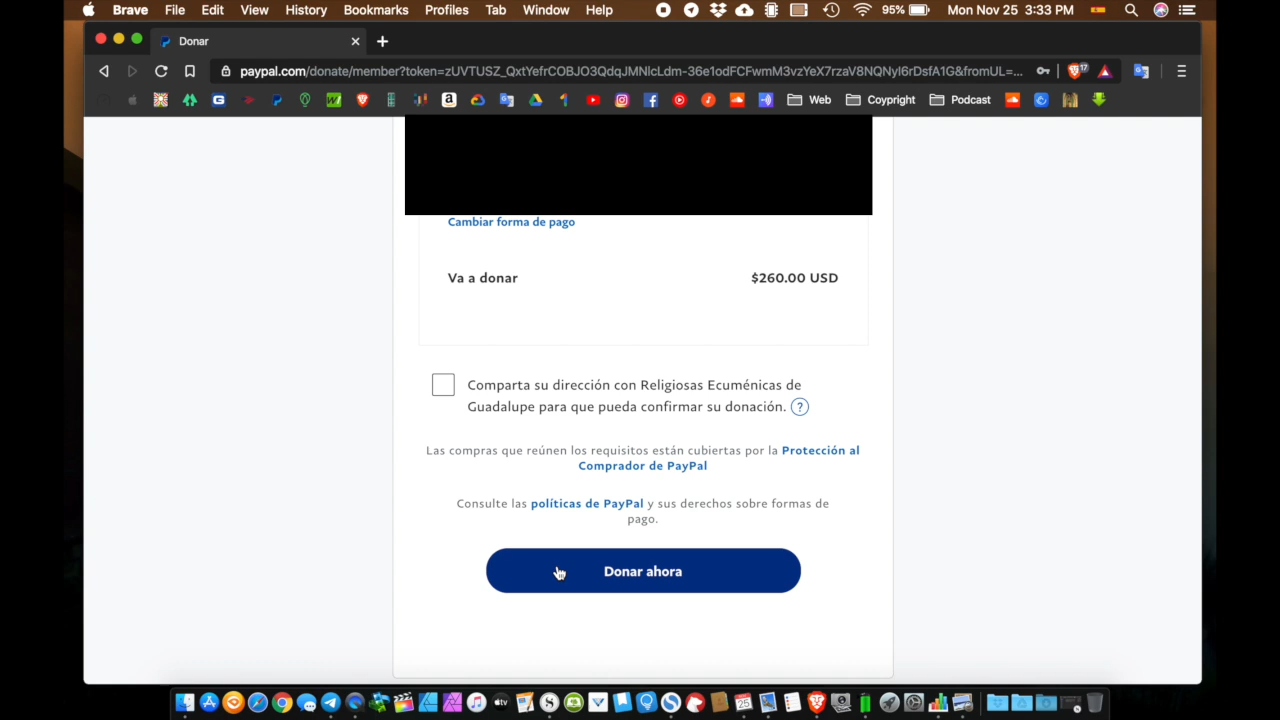 Brave File Edit View History Bookmarks Profiles Tab Window Help 95% Mon Nov 25 3:33 PM
Donar
paypal.com/donate/member?token=zUVTUSZ_QxtYefrCOBJO3QdqJMNlcLdm-36e1odFCFwmM3vzYeX7rzaV8NQNyl6rDsfA1G&fromUL=...
Web Copyright Podcast
Cambiar forma de pago
Va a donar $260.00 USD
Comparta su dirección con Religiosas Ecuménicas de
Guadalupe para que pueda confirmar su donación. ?
Las compras que reúnen los requisitos están cubiertas por la Protección al
Comprador de PayPal
Consulte las políticas de PayPal y sus derechos sobre formas de
pago.
Donar ahora